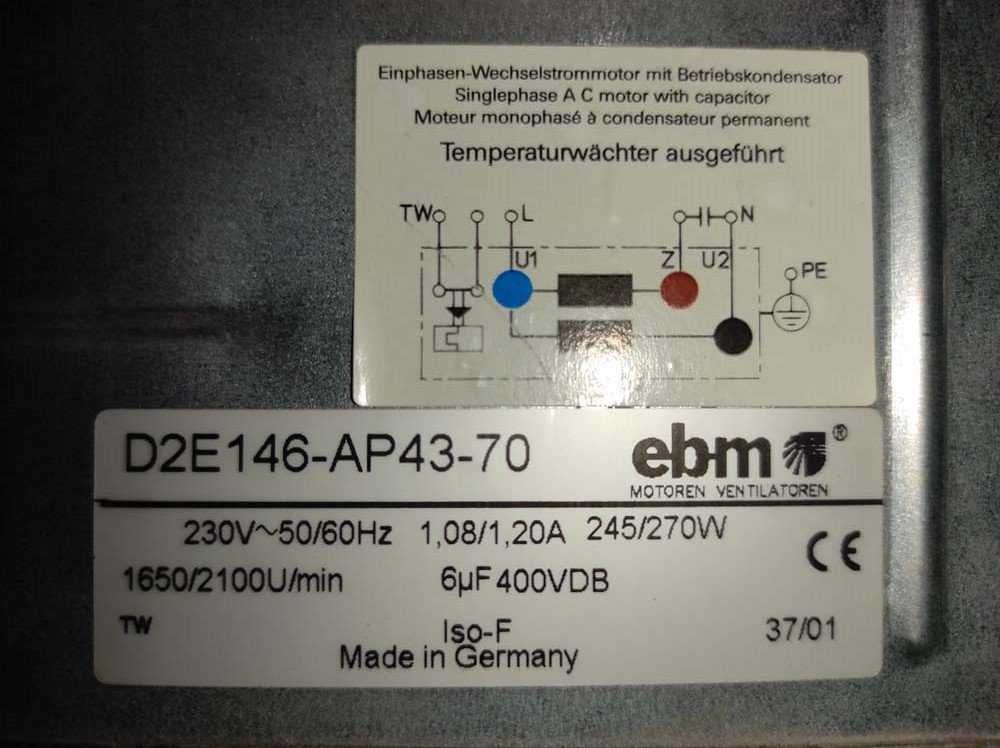 Einphasen-Wechselstrommotor mit Betriebskondensator
Singlephase A C motor with capacitor
Moteur monophasé à condensateur permanent
Temperaturwächter ausgeführt
TW L N
U1 Z U2
PE
D2E146-AP43-70 ebm®
MOTOREN VENTILATOREN
230V~50/60Hz 1,08/1,20A 245/270W
CE
1650/2100U/min 6µF400VDB
TW Iso-F 37/01
Made in Germany